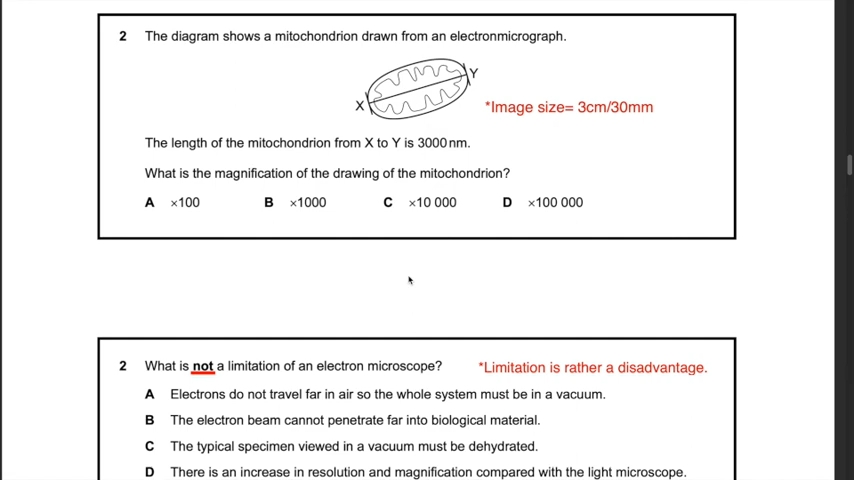 2 The diagram shows a mitochondrion drawn from an electronmicrograph.
Y
X
*Image size= 3cm/30mm
The length of the mitochondrion from X to Y is 3000 nm.
What is the magnification of the drawing of the mitochondrion?
A ×100 B ×1000 C ×10 000 D ×100 000
2 What is not a limitation of an electron microscope? *Limitation is rather a disadvantage.
A Electrons do not travel far in air so the whole system must be in a vacuum.
B The electron beam cannot penetrate far into biological material.
C The typical specimen viewed in a vacuum must be dehydrated.
D There is an increase in resolution and magnification compared with the light microscope.